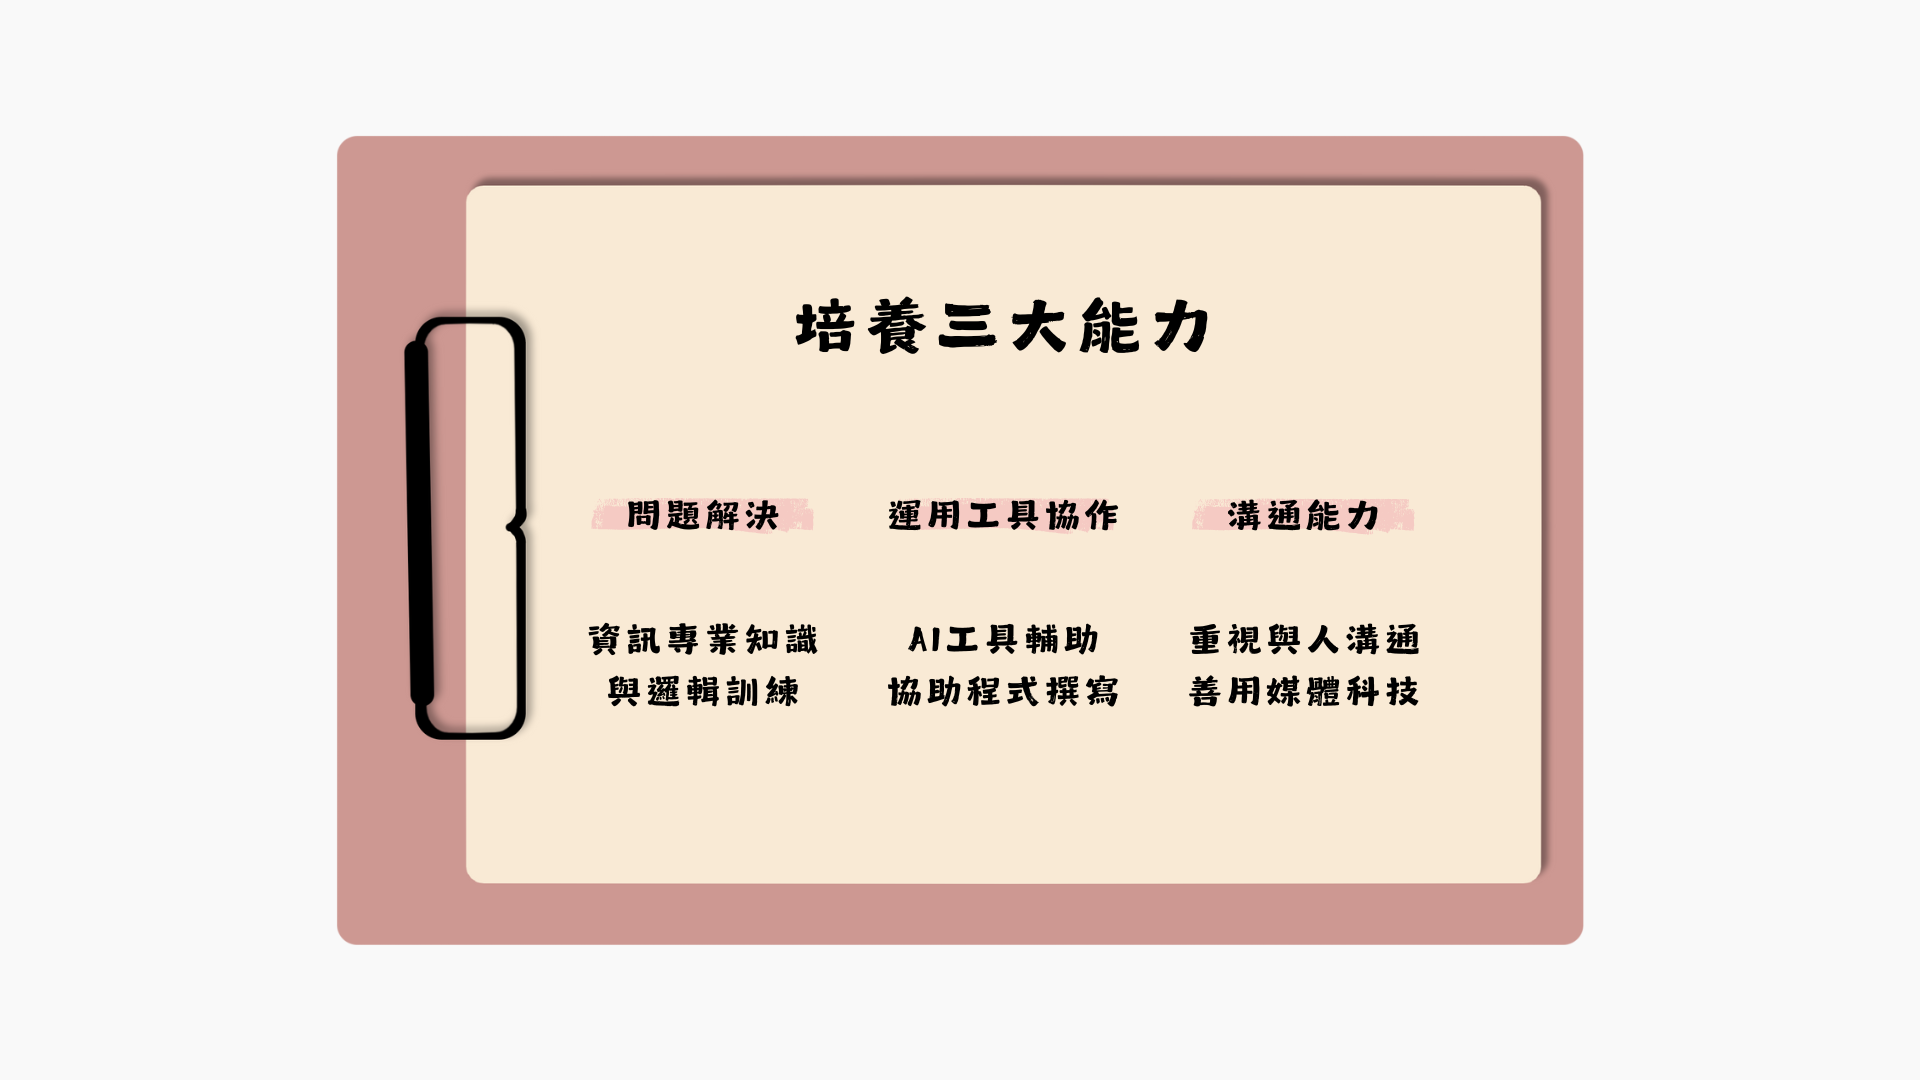 培養三大能力
問題解決
運用工具協作
溝通能力
資訊專業知識
與邏輯訓練
AI工具輔助
協助程式撰寫
重視與人溝通
善用媒體科技